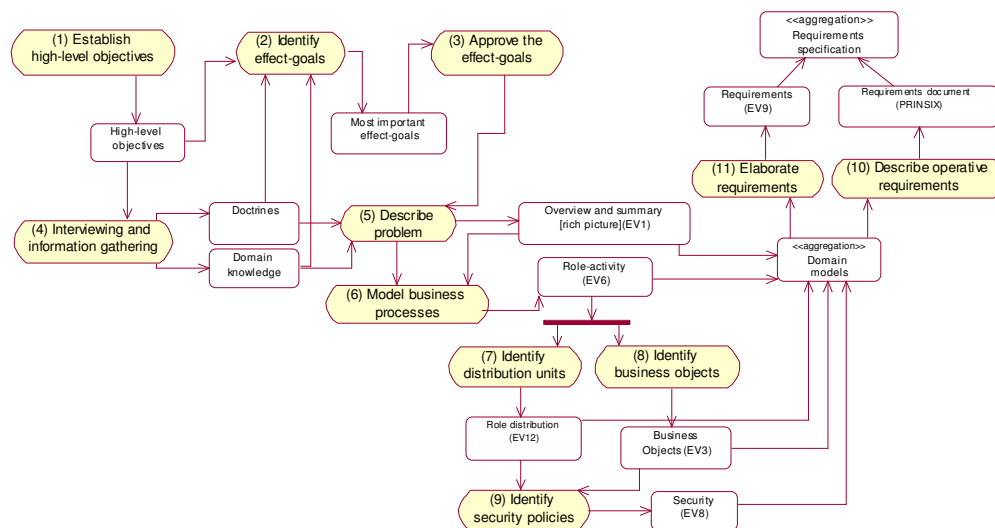 (1) Establish
high-level objectives
(2) Identify
effect-goals
(3) Approve the
effect-goals
<<aggregation>>
Requirements
specification
High-level
objectives
Most important
effect-goals
Requirements
(EV9)
Requirements document
(PRINSIX)
(11) Elaborate
requirements
(10) Describe operative
requirements
(4) Interviewing and
information gathering
Doctrines
Domain
knowledge
(5) Describe
problem
Overview and summary
[rich picture](EV1)
<<aggregation>>
Domain
models
(6) Model business
processes
Role-activity
(EV6)
(7) Identify
distribution units
(8) Identify
business objects
Role distribution
(EV12)
Business
Objects (EV3)
(9) Identify
security policies
Security
(EV8)